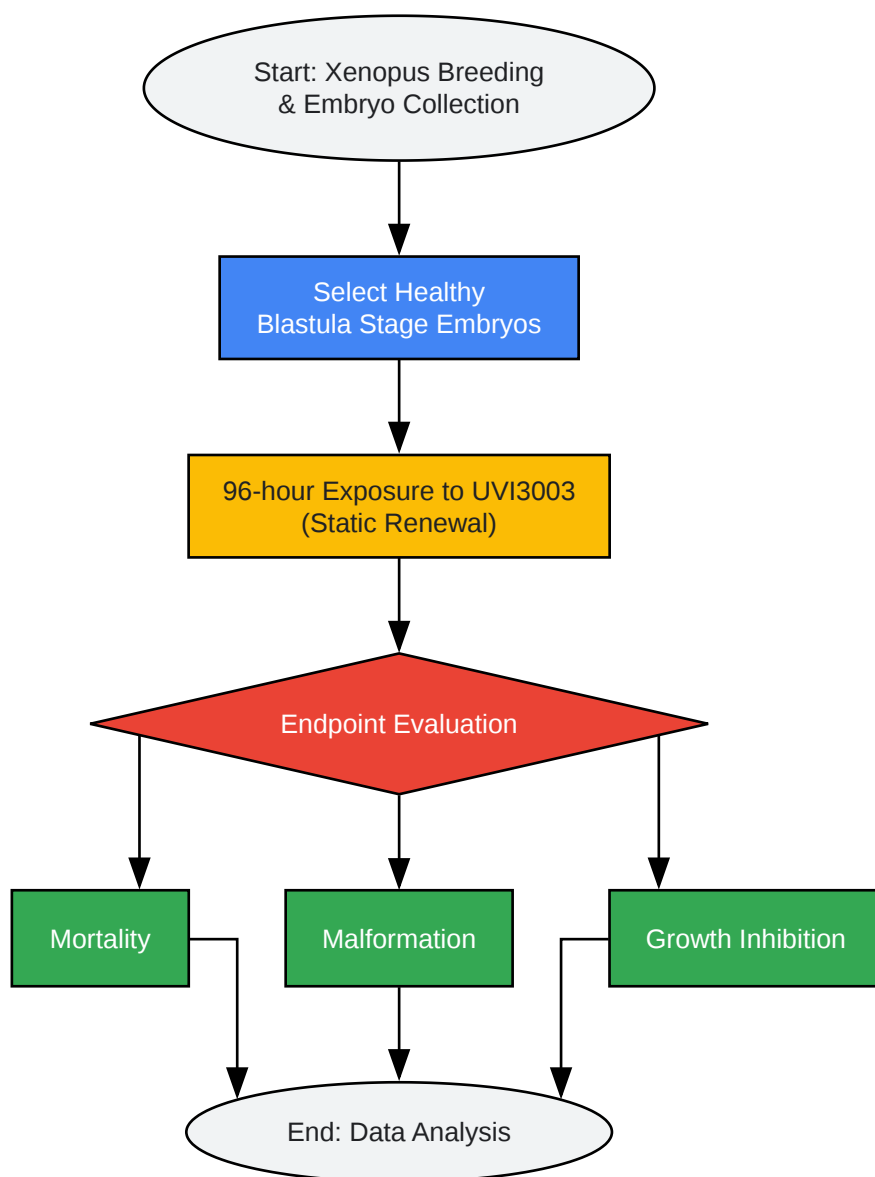 Start: Xenopus Breeding
& Embryo Collection
Select Healthy
Blastula Stage Embryos
96-hour Exposure to UVI3003
(Static Renewal)
Endpoint Evaluation
Mortality
Malformation
Growth Inhibition
End: Data Analysis